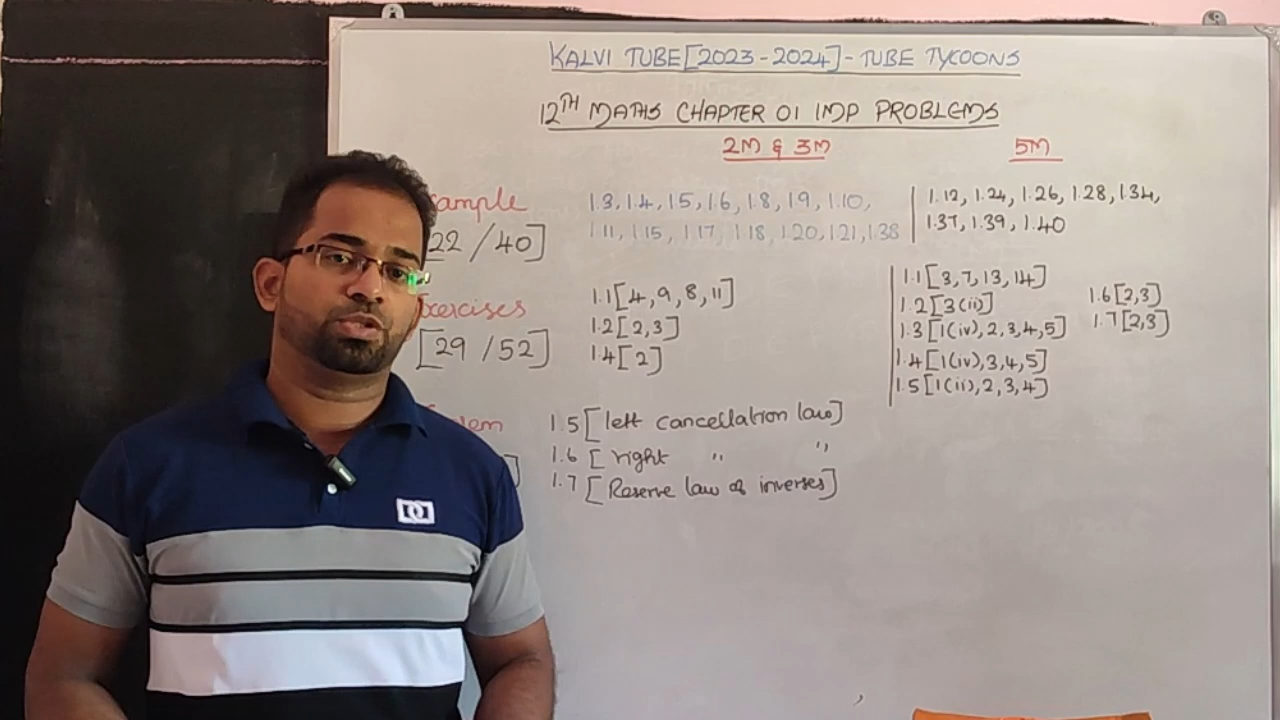 KALVI TUBE[2023-2024]-TUBE TYCOONS
12TH MATHS CHAPTER 01 IMP PROBLEMS
2M & 3M 5M
ample 1.3, 1.4, 1.5, 1.6, 1.8, 1.9, 1.10, 1.12, 1.24, 1.26, 1.28, 1.34,
[22/40] 1.11, 1.15, 1.17, 1.18, 1.20, 1.21, 1.38 1.37, 1.39, 1.40
xercises 1.1[4,9,8,11] 1.1[3,7,13,14] 1.6[2,3]
1.2[2,3] 1.2[3(ii)] 1.7[2,3]
[29/52] 1.3[1(iv),2,3,4,5]
1.4[2] 1.4[1(iv),3,4,5]
1.5[1(ii),2,3,4]
em 1.5[left cancellation law]
] 1.6[right " "
1.7[Reserve law of inverses]